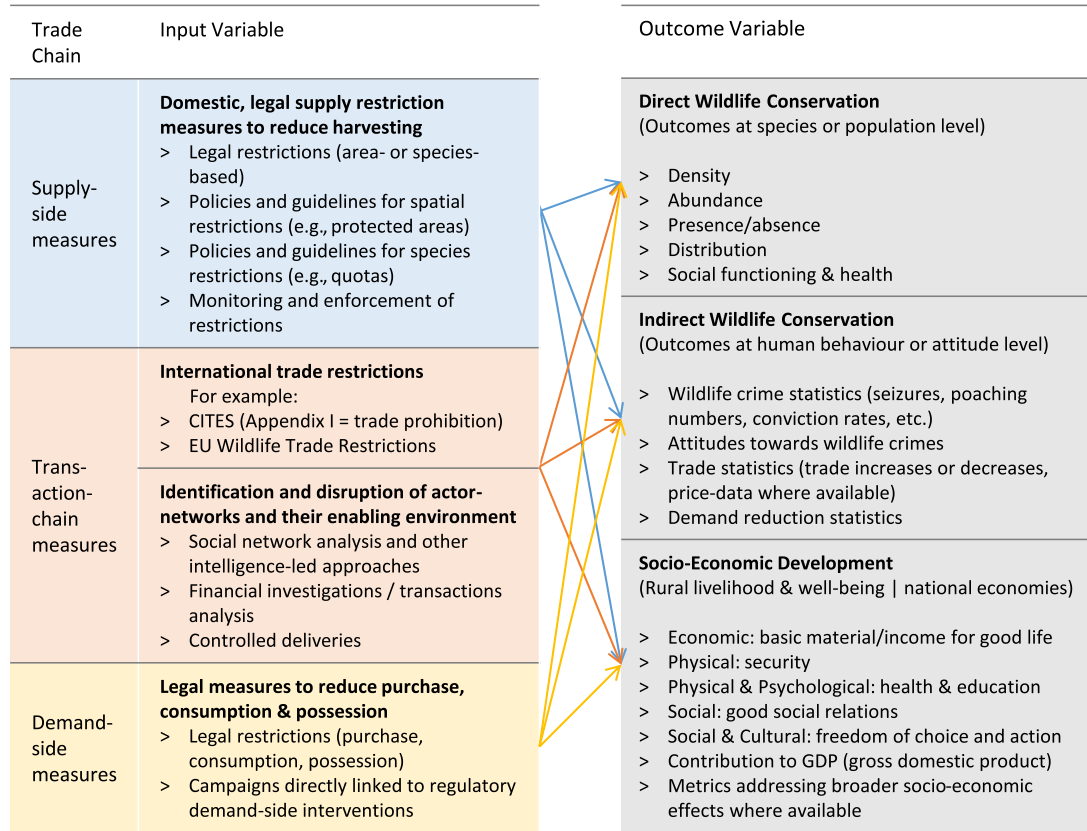 Trade
Chain
Input Variable
Outcome Variable
Supply-
side
measures
Domestic, legal supply restriction
measures to reduce harvesting
> Legal restrictions (area- or species-
based)
> Policies and guidelines for spatial
restrictions (e.g., protected areas)
> Policies and guidelines for species
restrictions (e.g., quotas)
> Monitoring and enforcement of
restrictions
Trans-
action-
chain
measures
International trade restrictions
For example:
> CITES (Appendix I = trade prohibition)
> EU Wildlife Trade Restrictions
Identification and disruption of actor-
networks and their enabling environment
> Social network analysis and other
intelligence-led approaches
> Financial investigations / transactions
analysis
> Controlled deliveries
Demand-
side
measures
Legal measures to reduce purchase,
consumption & possession
> Legal restrictions (purchase,
consumption, possession)
> Campaigns directly linked to regulatory
demand-side interventions
Direct Wildlife Conservation
(Outcomes at species or population level)
> Density
> Abundance
> Presence/absence
> Distribution
> Social functioning & health
Indirect Wildlife Conservation
(Outcomes at human behaviour or attitude level)
> Wildlife crime statistics (seizures, poaching
numbers, conviction rates, etc.)
> Attitudes towards wildlife crimes
> Trade statistics (trade increases or decreases,
price-data where available)
> Demand reduction statistics
Socio-Economic Development
(Rural livelihood & well-being | national economies)
> Economic: basic material/income for good life
> Physical: security
> Physical & Psychological: health & education
> Social: good social relations
> Social & Cultural: freedom of choice and action
> Contribution to GDP (gross domestic product)
> Metrics addressing broader socio-economic
effects where available